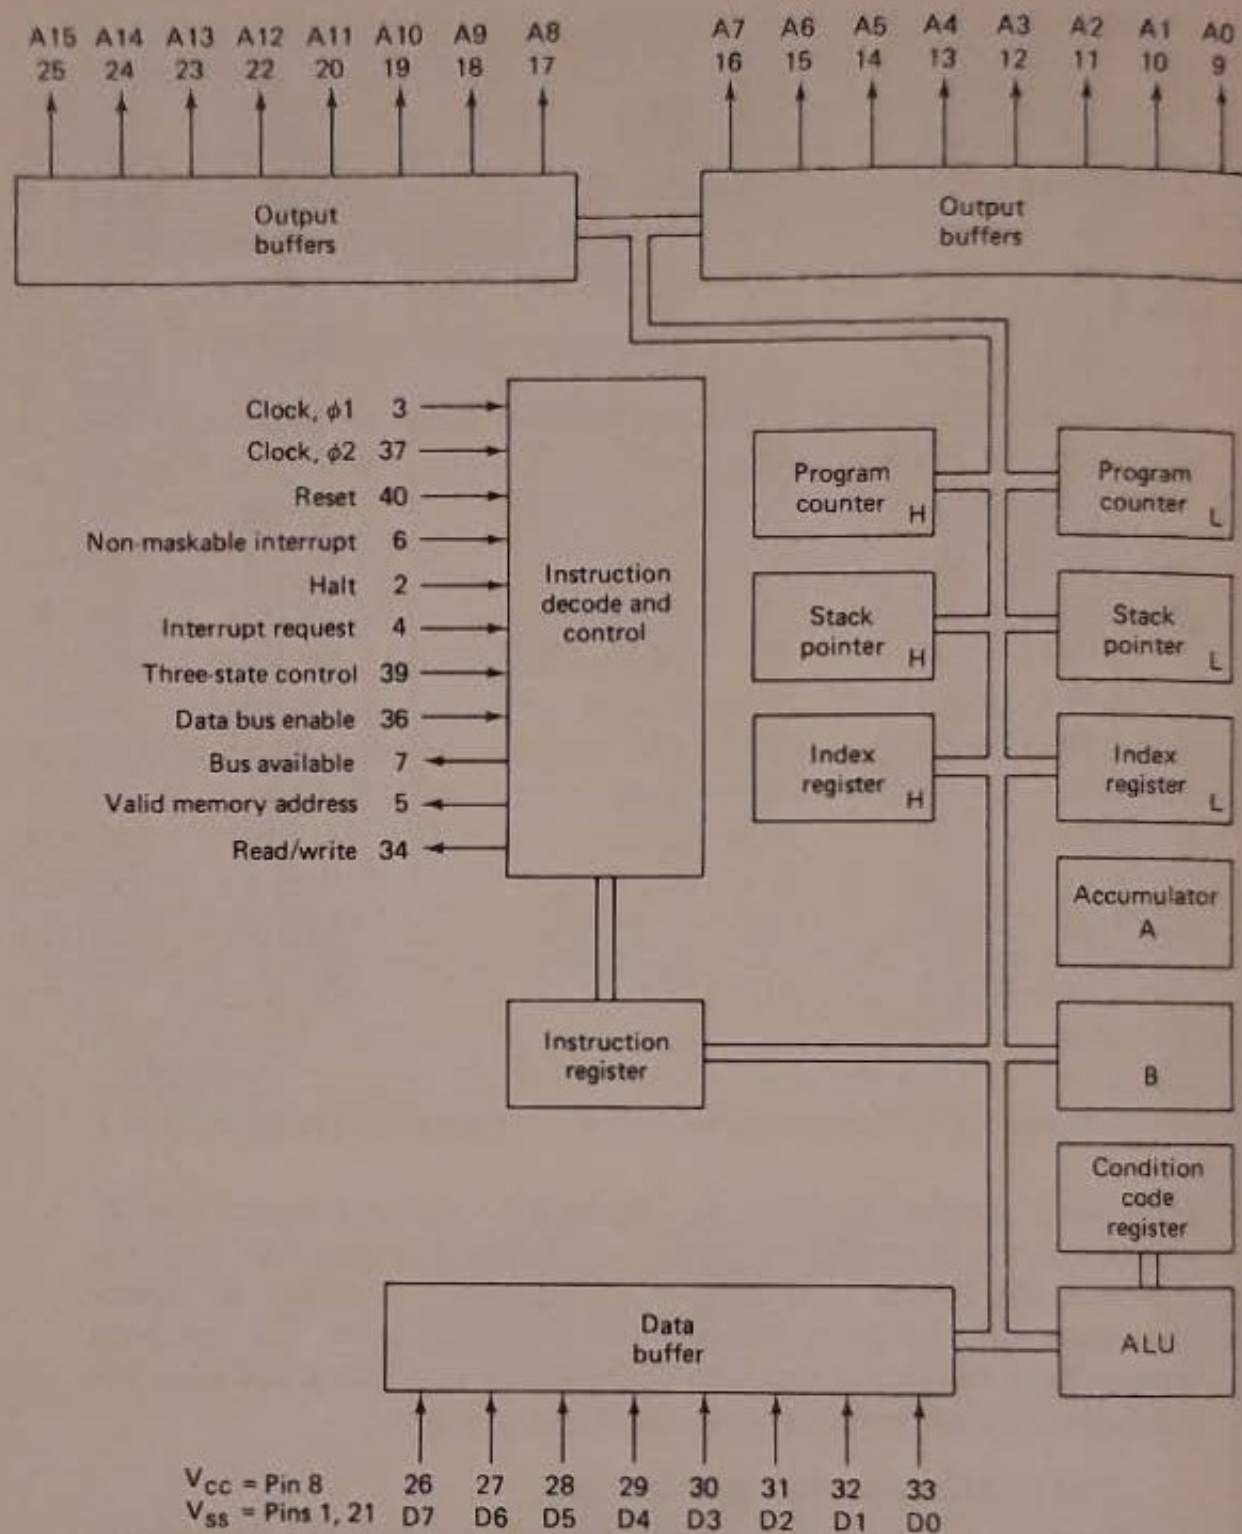 A15 A14 A13 A12 A11 A10 A9 A8 A7 A6 A5 A4 A3 A2 A1 A0
25 24 23 22 20 19 18 17 16 15 14 13 12 11 10 9
Output
buffers
Output
buffers
Clock, ϕ1 3
Clock, ϕ2 37
Reset 40
Non-maskable interrupt 6
Halt 2
Interrupt request 4
Three-state control 39
Data bus enable 36
Bus available 7
Valid memory address 5
Read/write 34
Instruction
decode and
control
Program
counter H
Program
counter L
Stack
pointer H
Stack
pointer L
Index
register H
Index
register L
Accumulator
A
Instruction
register
B
Condition
code
register
Data
buffer
ALU
VCC = Pin 8 26 27 28 29 30 31 32 33
VSS = Pins 1, 21 D7 D6 D5 D4 D3 D2 D1 D0